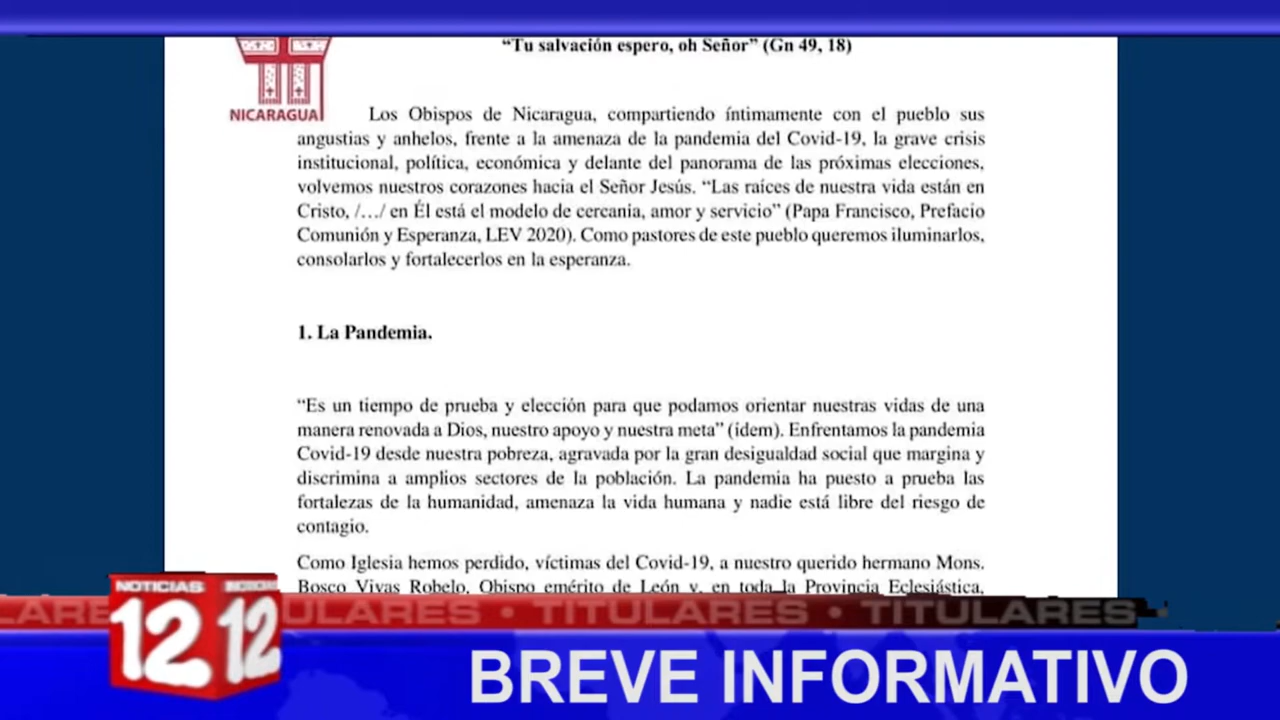 “Tu salvación espero, oh Señor” (Gn 49, 18)
NICARAGUA
Los Obispos de Nicaragua, compartiendo íntimamente con el pueblo sus
angustias y anhelos, frente a la amenaza de la pandemia del Covid-19, la grave crisis
institucional, política, económica y delante del panorama de las próximas elecciones,
volvemos nuestros corazones hacia el Señor Jesús. “Las raíces de nuestra vida están en
Cristo, /…/ en Él está el modelo de cercanía, amor y servicio” (Papa Francisco, Prefacio
Comunión y Esperanza, LEV 2020). Como pastores de este pueblo queremos iluminarlos,
consolarlos y fortalecerlos en la esperanza.
1. La Pandemia.
“Es un tiempo de prueba y elección para que podamos orientar nuestras vidas de una
manera renovada a Dios, nuestro apoyo y nuestra meta” (ídem). Enfrentamos la pandemia
Covid-19 desde nuestra pobreza, agravada por la gran desigualdad social que margina y
discrimina a amplios sectores de la población. La pandemia ha puesto a prueba las
fortalezas de la humanidad, amenaza la vida humana y nadie está libre del riesgo de
contagio.
Como Iglesia hemos perdido, víctimas del Covid-19, a nuestro querido hermano Mons.
Bosco Vivas Robelo, Obispo emérito de León y, en toda la Provincia Eclesiástica,
ARE TITULARES • TITULARES • TITULARES
NOTICIAS NOTICIAS
12 12
BREVE INFORMATIVO